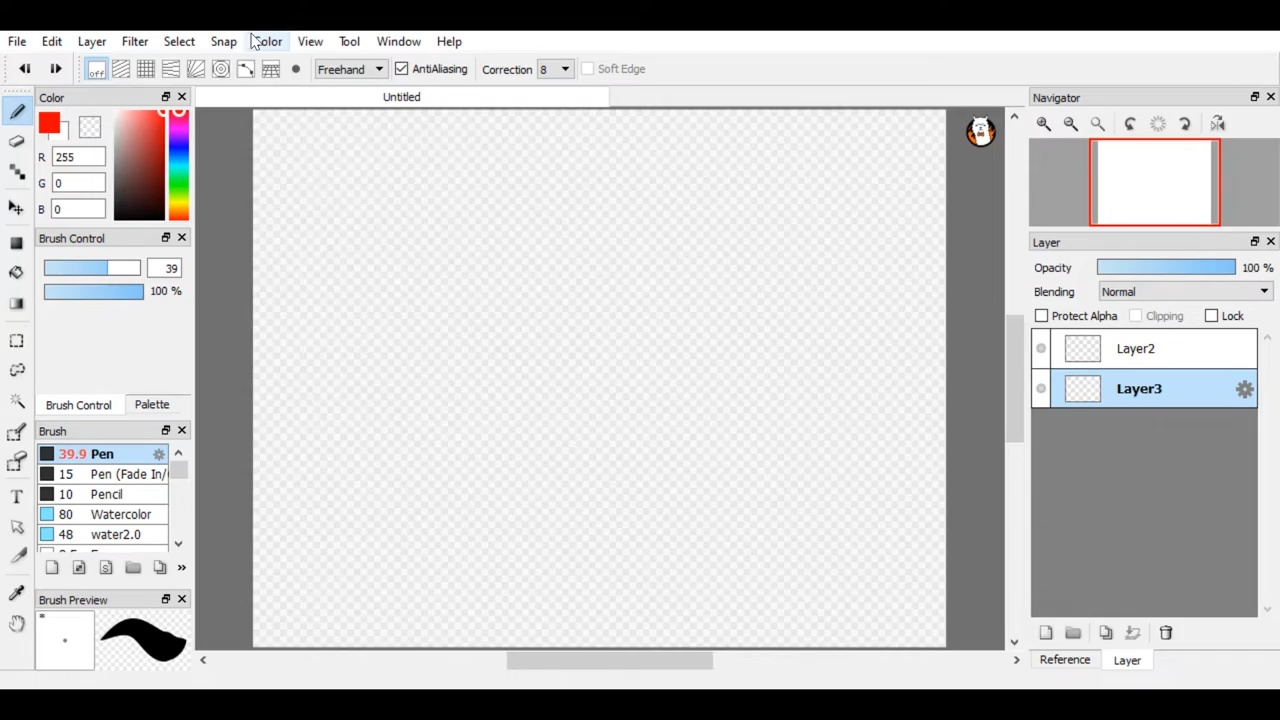 File Edit Layer Filter Select Snap Color View Tool Window Help
off Freehand AntiAliasing Correction 8 Soft Edge
Color Untitled Navigator
R 255
G 0
B 0
Brush Control Layer
39 Opacity 100 %
100 % Blending Normal
Protect Alpha Clipping Lock
Layer2
Layer3
Brush Control Palette
Brush
39.9 Pen
15 Pen (Fade In/
10 Pencil
80 Watercolor
48 water2.0
Brush Preview
*
Reference Layer